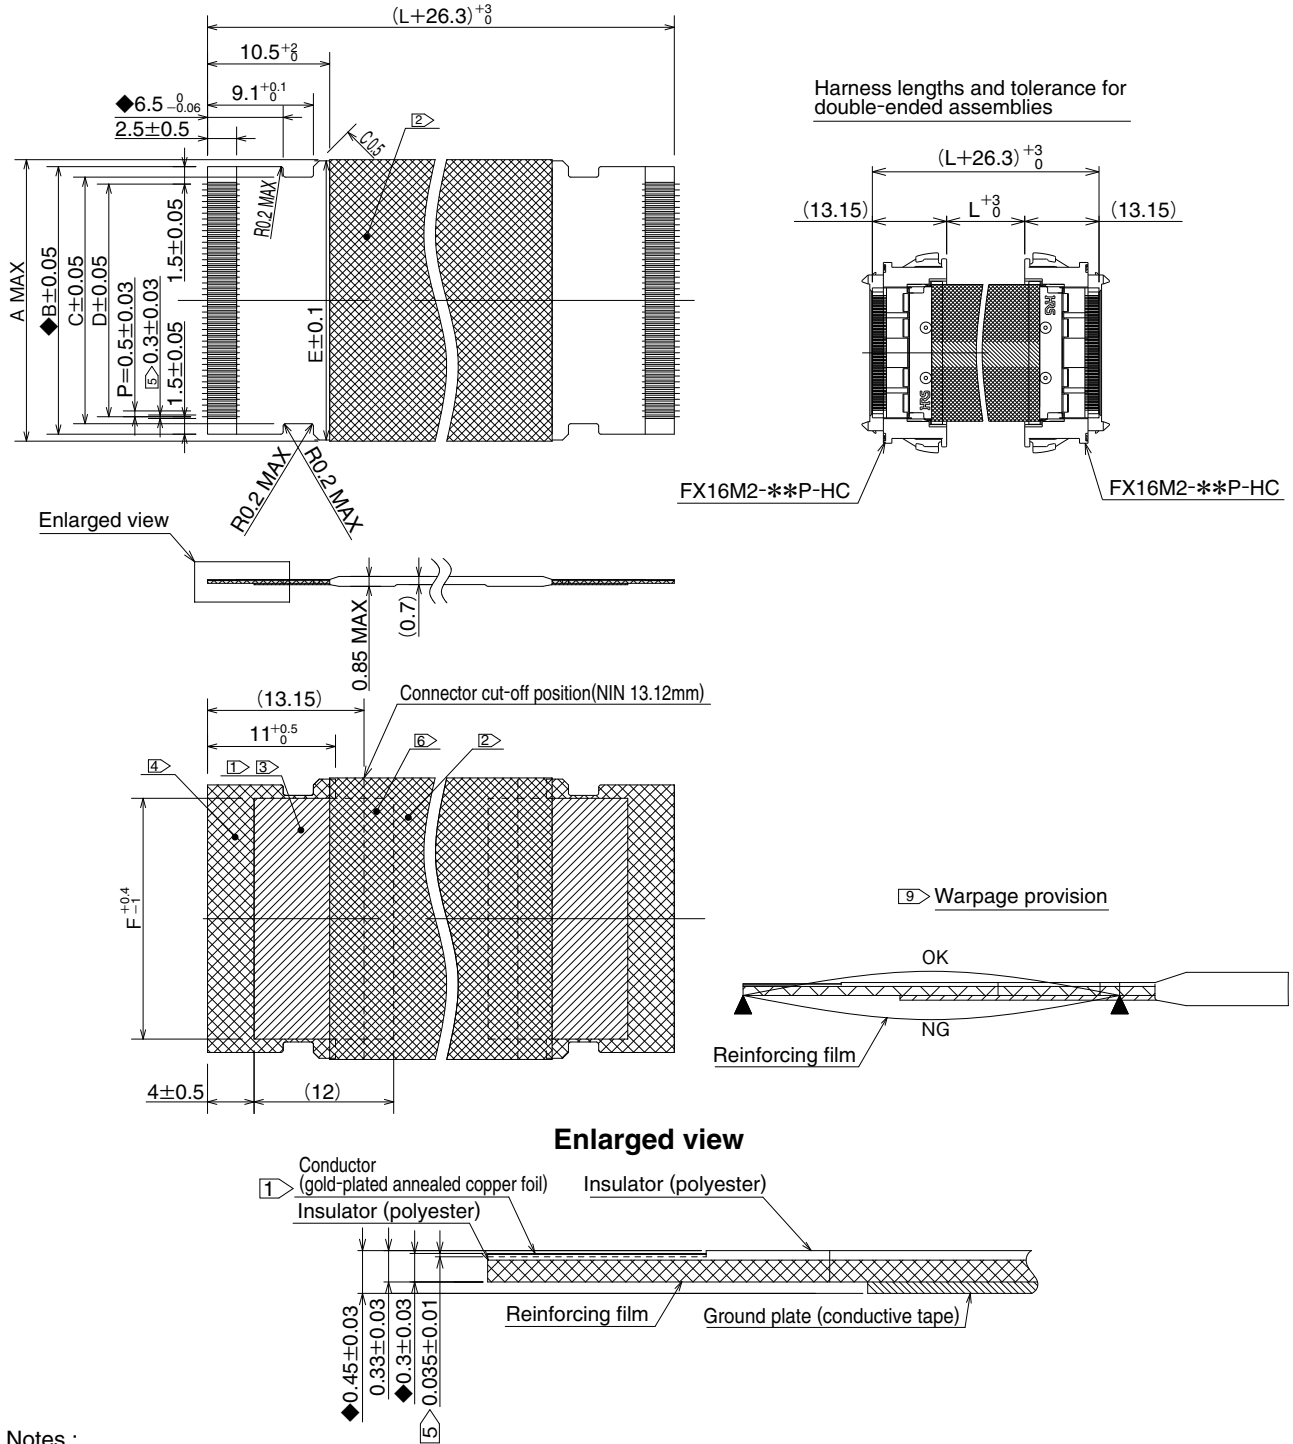 (L+26.3) +3 0
10.5 +2 0
◆6.5 0 -0.06
9.1 +0.1 0
2.5±0.5
2
C0.5
A MAX
◆B±0.05
C±0.05
D±0.05
P=0.5±0.03
5 0.3±0.03
1.5±0.05
1.5±0.05
R0.2 MAX
E±0.1
R0.2 MAX
R0.2 MAX
Harness lengths and tolerance for
double-ended assemblies
(L+26.3) +3 0
(13.15)
L +3 0
(13.15)
HRS
HRS
FX16M2-**P-HC
FX16M2-**P-HC
Enlarged view
0.85 MAX
(0.7)
(13.15)
Connector cut-off position(NIN 13.12mm)
11 +0.5 0
4
1 3
6
2
F +0.4 -1
4±0.5
(12)
9 Warpage provision
OK
NG
Reinforcing film
Enlarged view
1
Conductor
(gold-plated annealed copper foil)
Insulator (polyester)
Insulator (polyester)
Reinforcing film
Ground plate (conductive tape)
◆0.45±0.03
0.33±0.03
◆0.3±0.03
5 0.035±0.01
Notes :